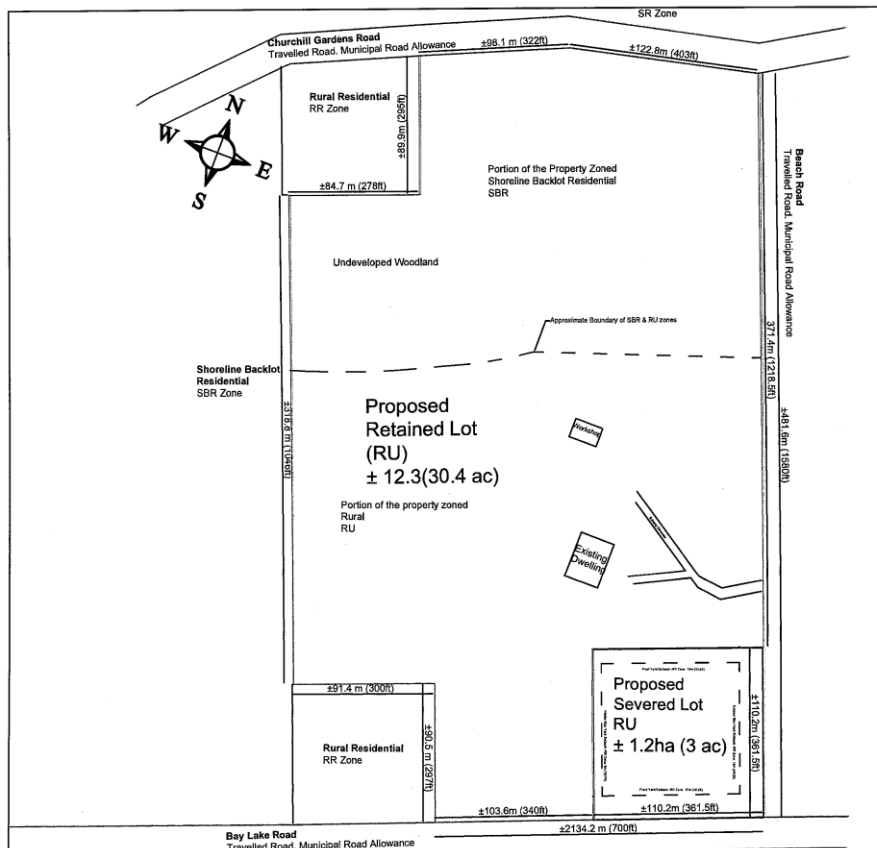 SR Zone
Churchill Gardens Road
Travelled Road, Municipal Road Allowance
±98.1 m (322ft)
±122.8m (403ft)
Rural Residential
RR Zone
±89.9m (295ft)
N
W
E
S
±84.7 m (278ft)
Portion of the Property Zoned
Shoreline Backlot Residential
SBR
Beach Road
Travelled Road, Municipal Road Allowance
Undeveloped Woodland
Approximate Boundary of SBR & RU zones
371.4m (1218.5ft)
Shoreline Backlot
Residential
SBR Zone
±318.8 m (1046ft)
Proposed
Retained Lot
(RU)
± 12.3(30.4 ac)
Workshop
±481.6m (1580ft)
Portion of the property zoned
Rural
RU
Existing
Dwelling
±91.4 m (300ft)
±90.5 m (297ft)
Rural Residential
RR Zone
Proposed
Severed Lot
RU
± 1.2ha (3 ac)
±110.2m (361.5ft)
±103.6m (340ft)
±110.2m (361.5ft)
±2134.2 m (700ft)
Bay Lake Road
Travelled Road, Municipal Road Allowance